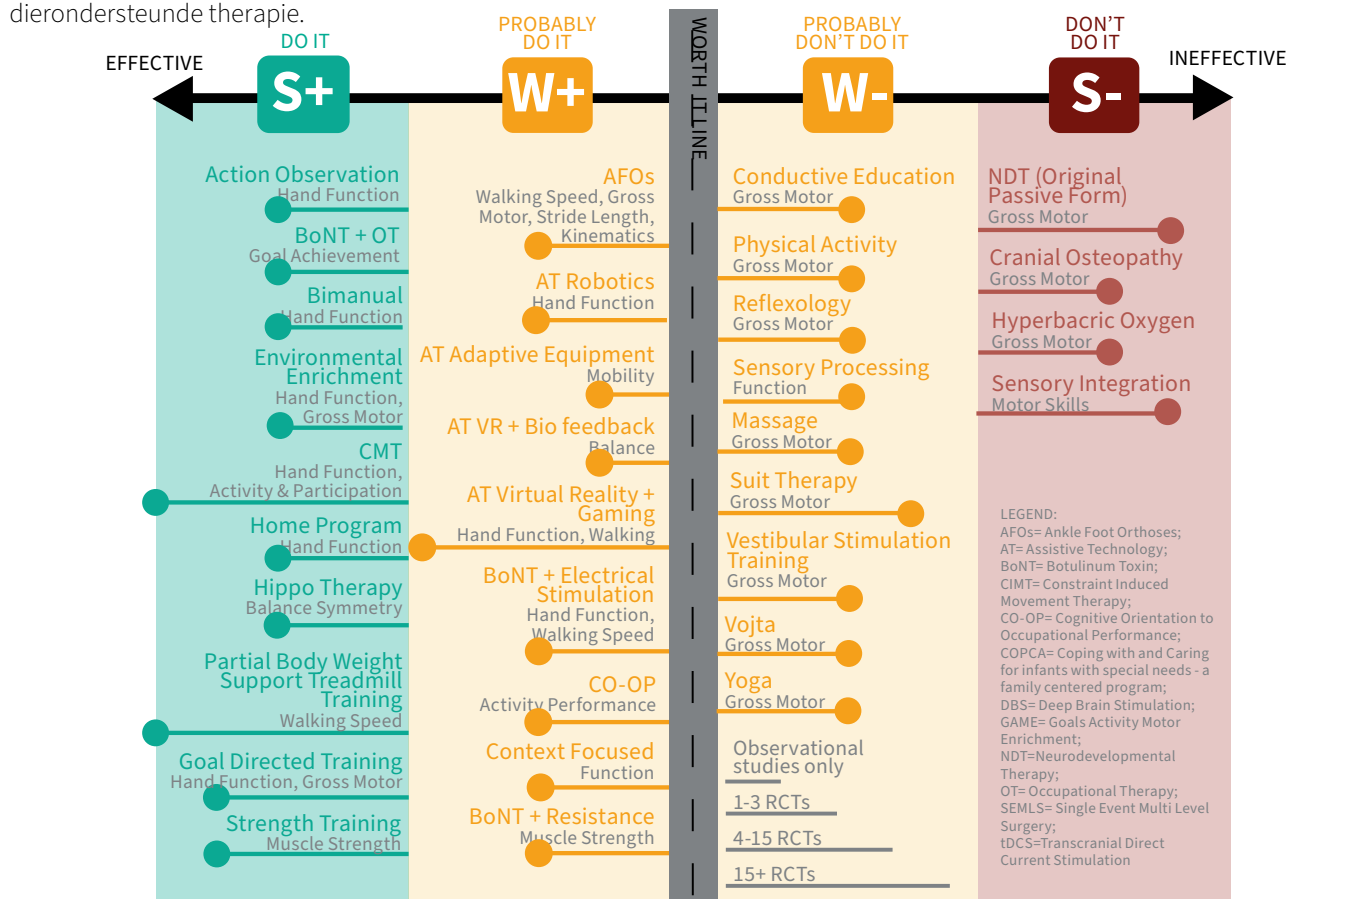 dierondersteunde therapie.
EFFECTIVE
DO IT
S+
PROBABLY
DO IT
W+
WORTH IT LINE
PROBABLY
DON'T DO IT
W-
DON'T
DO IT
S-
INEFFECTIVE
Action Observation
Hand Function
BoNT + OT
Goal Achievement
Bimanual
Hand Function
Environmental
Enrichment
Hand Function,
Gross Motor
CMT
Hand Function,
Activity & Participation
Home Program
Hand Function
Hippo Therapy
Balance Symmetry
Partial Body Weight
Support Treadmill
Training
Walking Speed
Goal Directed Training
Hand Function, Gross Motor
Strength Training
Muscle Strength
AFOs
Walking Speed, Gross
Motor, Stride Length,
Kinematics
AT Robotics
Hand Function
AT Adaptive Equipment
Mobility
AT VR + Bio feedback
Balance
AT Virtual Reality +
Gaming
Hand Function, Walking
BoNT + Electrical
Stimulation
Hand Function,
Walking Speed
CO-OP
Activity Performance
Context Focused
Function
BoNT + Resistance
Muscle Strength
Conductive Education
Gross Motor
Physical Activity
Gross Motor
Reflexology
Gross Motor
Sensory Processing
Function
Massage
Gross Motor
Suit Therapy
Gross Motor
Vestibular Stimulation
Training
Gross Motor
Vojta
Gross Motor
Yoga
Gross Motor
Observational
studies only
1-3 RCTs
4-15 RCTs
15+ RCTs
NDT (Original
Passive Form)
Gross Motor
Cranial Osteopathy
Gross Motor
Hyperbacric Oxygen
Gross Motor
Sensory Integration
Motor Skills
LEGEND:
AFOs= Ankle Foot Orthoses;
AT= Assistive Technology;
BoNT= Botulinum Toxin;
CIMT= Constraint Induced
Movement Therapy;
CO-OP= Cognitive Orientation to
Occupational Performance;
COPCA= Coping with and Caring
for infants with special needs - a
family centered program;
DBS= Deep Brain Stimulation;
GAME= Goals Activity Motor
Enrichment;
NDT=Neurodevelopmental
Therapy;
OT= Occupational Therapy;
SEMLS= Single Event Multi Level
Surgery;
tDCS=Transcranial Direct
Current Stimulation